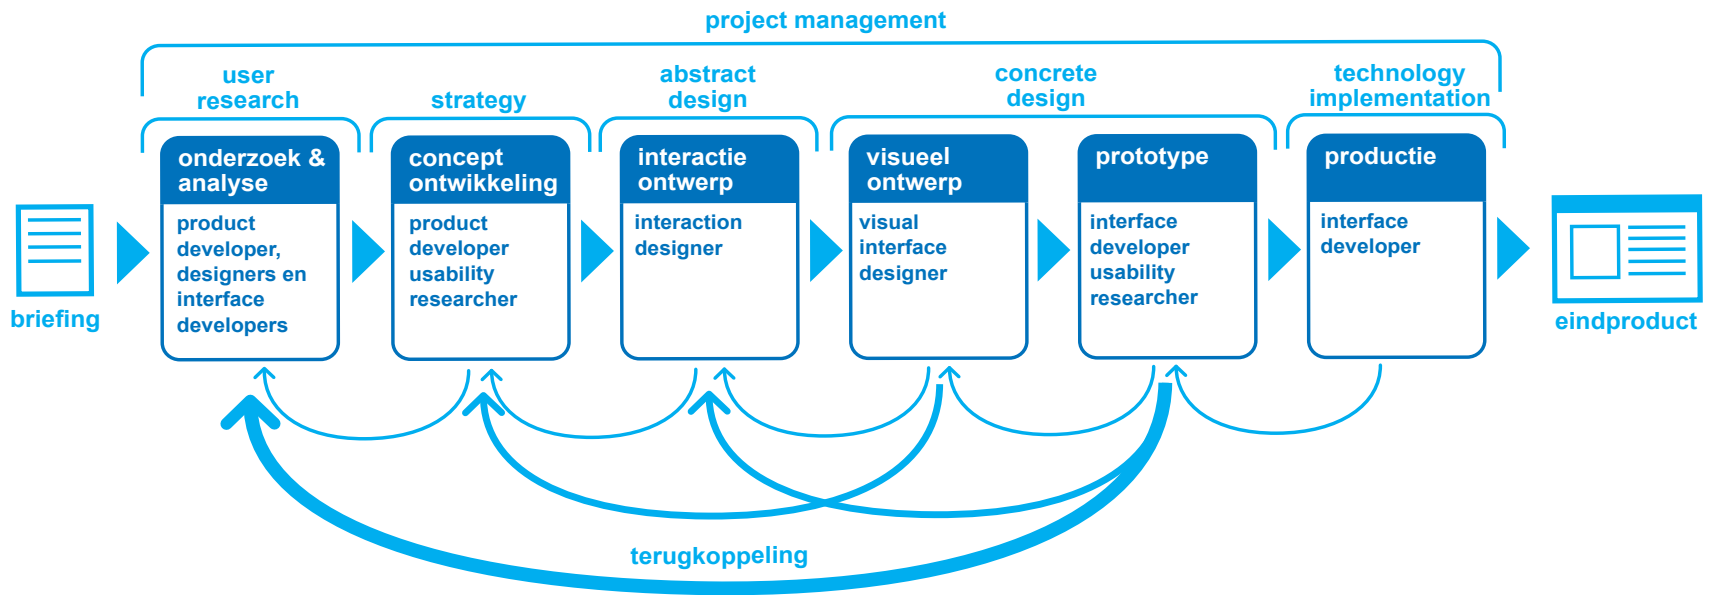 project management
user
research
strategy
abstract
design
concrete
design
technology
implementation
onderzoek &
analyse
product
developer,
designers en
interface
developers
concept
ontwikkeling
product
developer
usability
researcher
interactie
ontwerp
interaction
designer
visueel
ontwerp
visual
interface
designer
prototype
interface
developer
usability
researcher
productie
interface
developer
briefing
eindproduct
terugkoppeling